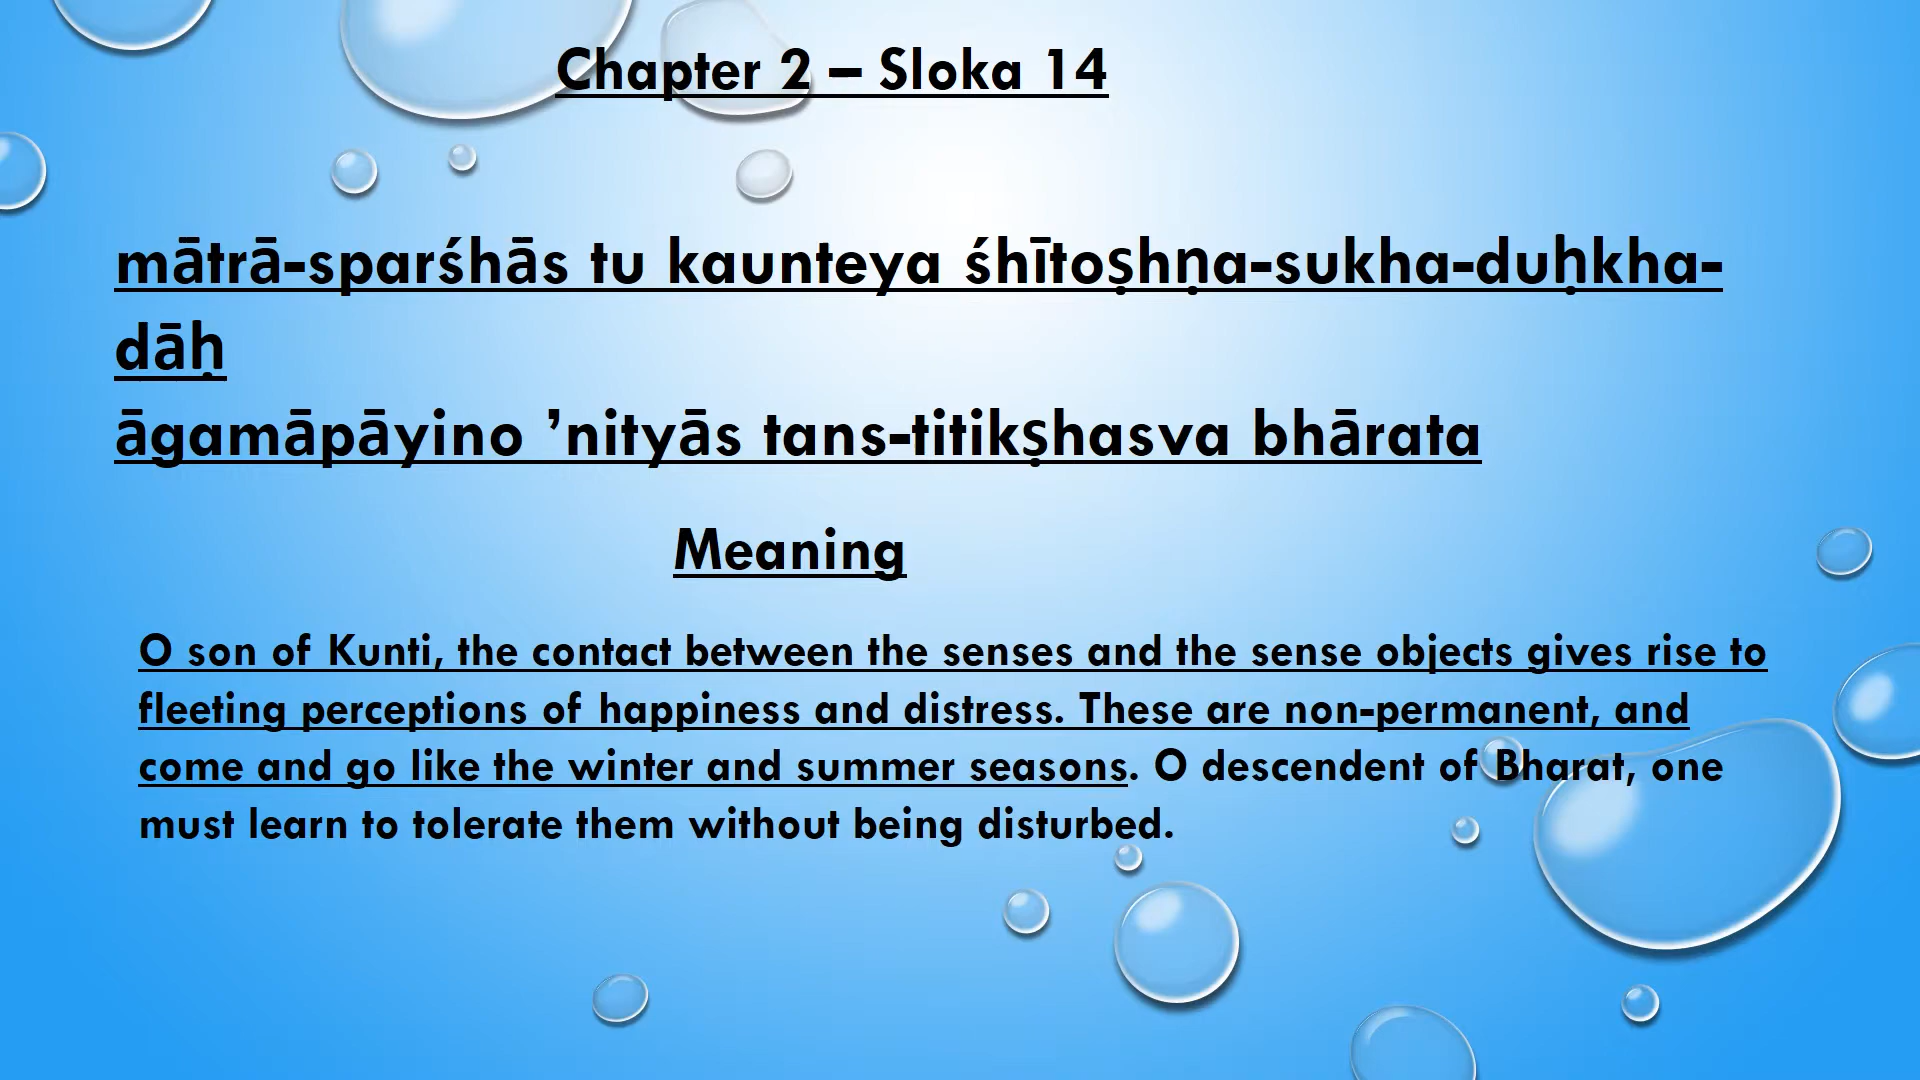 Chapter 2 – Sloka 14
mātrā-sparśhās tu kaunteya śhītoṣhṇa-sukha-duḥkha-
dāḥ
āgamāpāyino ’nityās tans-titikṣhasva bhārata
Meaning
O son of Kunti, the contact between the senses and the sense objects gives rise to
fleeting perceptions of happiness and distress. These are non-permanent, and
come and go like the winter and summer seasons. O descendent of Bharat, one
must learn to tolerate them without being disturbed.